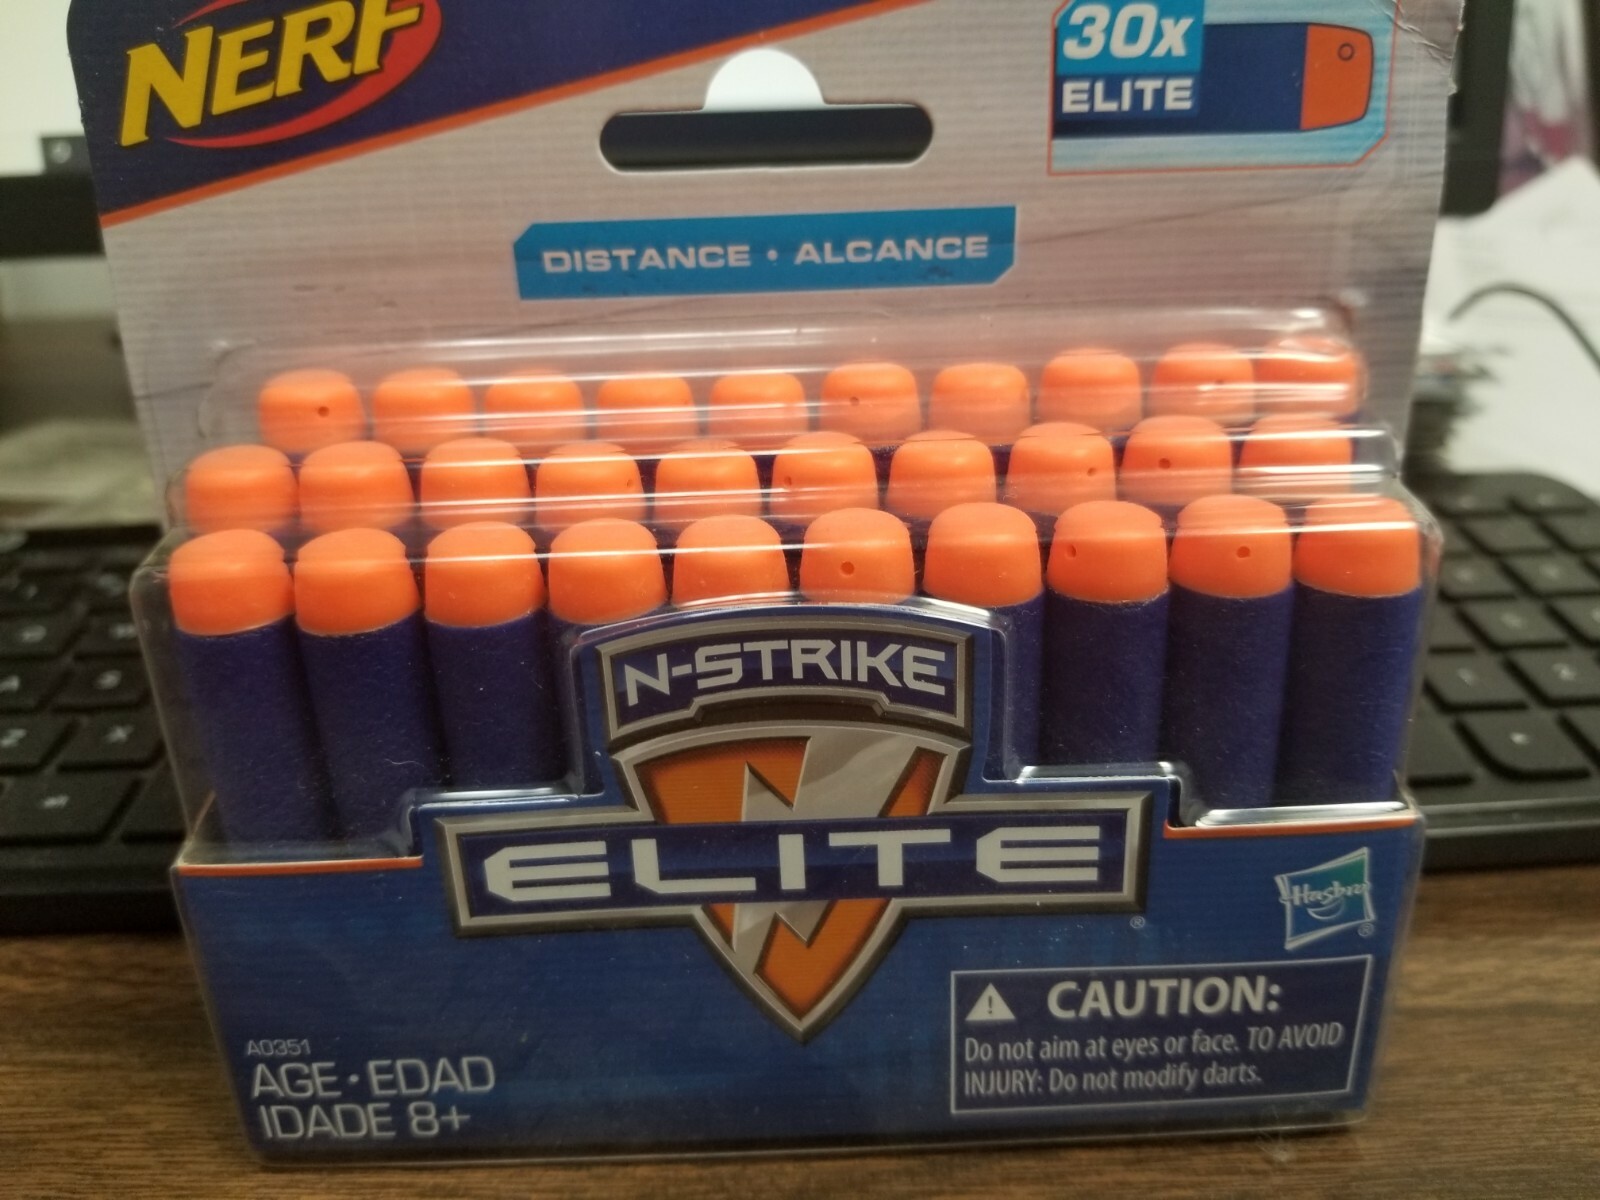 NERF
30x
ELITE
DISTANCE • ALCANCE
N-STRIKE
ELITE
®
Hasbro
®
CAUTION:
Do not aim at eyes or face. TO AVOID
INJURY: Do not modify darts.
A0351
AGE • EDAD
IDADE 8+